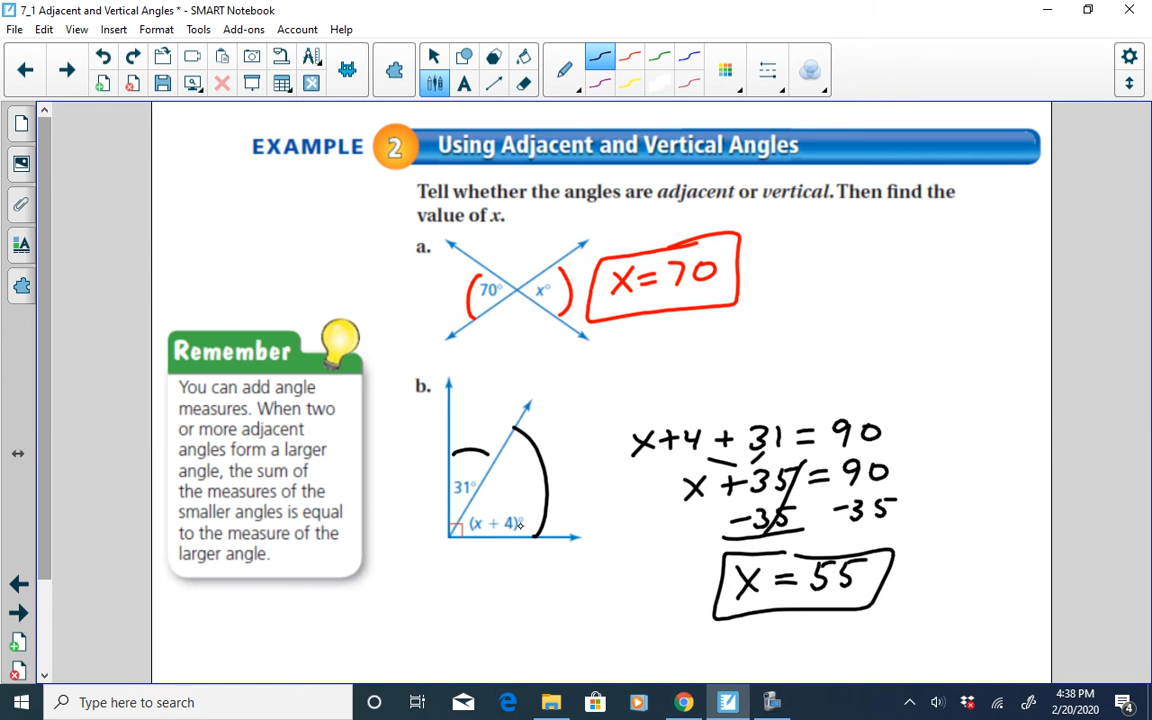 7_1 Adjacent and Vertical Angles * - SMART Notebook
File Edit View Insert Format Tools Add-ons Account Help
EXAMPLE 2 Using Adjacent and Vertical Angles
Tell whether the angles are adjacent or vertical. Then find the
value of x.
a.
70° x°
x = 70
Remember
You can add angle
measures. When two
or more adjacent
angles form a larger
angle, the sum of
the measures of the
smaller angles is equal
to the measure of the
larger angle.
b.
31°
(x + 4)°
x+4 + 31 = 90
x + 35 = 90
-35 -35
x = 55
Type here to search
4:38 PM
2/20/2020
4